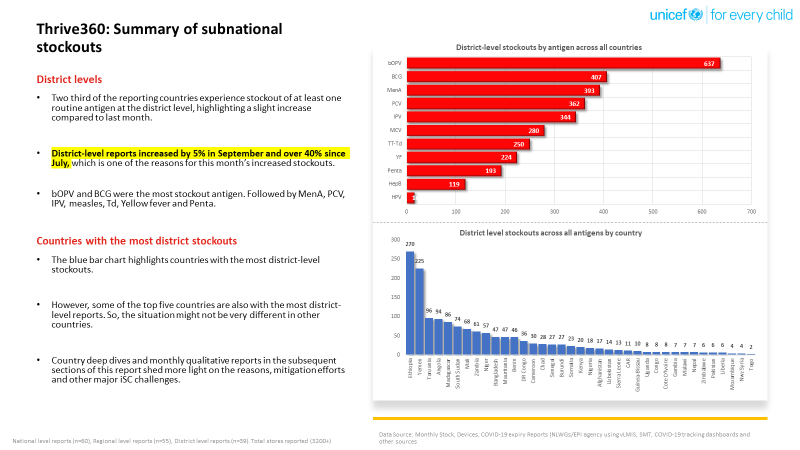 unicef for every child
Thrive360: Summary of subnational
stockouts
District levels
• Two third of the reporting countries experience stockout of at least one
routine antigen at the district level, highlighting a slight increase
compared to last month.
• District-level reports increased by 5% in September and over 40% since
July, which is one of the reasons for this month's increased stockouts.
• bOPV and BCG were the most stockout antigen. Followed by MenA, PCV,
IPV, measles, Td, Yellow fever and Penta.
Countries with the most district stockouts
• The blue bar chart highlights countries with the most district-level
stockouts.
• However, some of the top five countries are also with the most district-
level reports. So, the situation might not be very different in other
countries.
• Country deep dives and monthly qualitative reports in the subsequent
sections of this report shed more light on the reasons, mitigation efforts
and other major iSC challenges.
District-level stockouts by antigen across all countries
bOPV 637
BCG 407
MenA 393
PCV 362
IPV 344
MCV 280
TT-Td 250
YF 224
Penta 193
HepB 119
HPV
0 100 200 300 400 500 600 700
District level stockouts across all antigens by country
300
250
200
150
100
50
0
270 225 96 94 86 74 68 63 57 47 47 46 36 30 28 27 27 23 20 18 17 14 13 11 10 8 8 8 7 7 7 6 6 6 4 4 2
Ethiopia Yemen Tanzania Angola Madagascar South Sudan Mali Zambia Niger Bangladesh Mauritania Benin DR Congo Cameroon Chad Senegal Burundi Somalia Kenya Nigeria Afghanistan Uzbekistan Sierra Leone CAR Guinea-Bissau Uganda Congo Cote D'Ivoire Gambia Malawi Nepal Zimbabwe Pakistan Liberia Mozambique Nwo Syria Togo
National level reports (n=60), Regional level reports (n=55), District level reports (n=39). Total stores reported (3200+)
Data Source: Monthly Stock, Devices, COVID-19 expiry Reports (NLWGs/EPI agency using vLMIS, SMT, COVID-19 tracking dashboards and
other sources